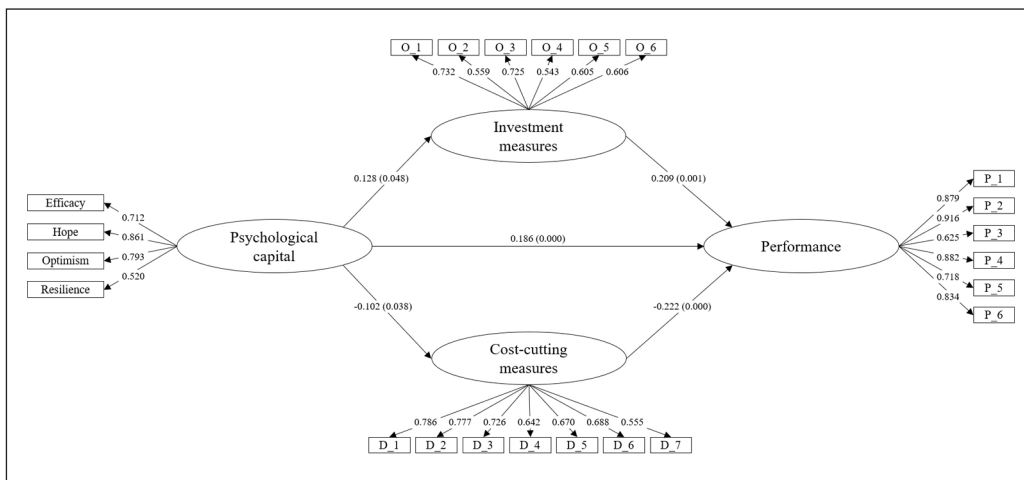 O_1 O_2 O_3 O_4 O_5 O_6
0.732 0.559 0.725 0.543 0.605 0.606
Investment
measures
0.128 (0.048)
0.209 (0.001)
Efficacy
Hope
Optimism
Resilience
0.712
0.861
0.793
0.520
Psychological
capital
0.186 (0.000)
Performance
0.879
0.916
0.625
0.882
0.718
0.834
P_1
P_2
P_3
P_4
P_5
P_6
-0.102 (0.038)
-0.222 (0.000)
Cost-cutting
measures
0.786 0.777 0.726 0.642 0.670 0.688 0.555
D_1 D_2 D_3 D_4 D_5 D_6 D_7